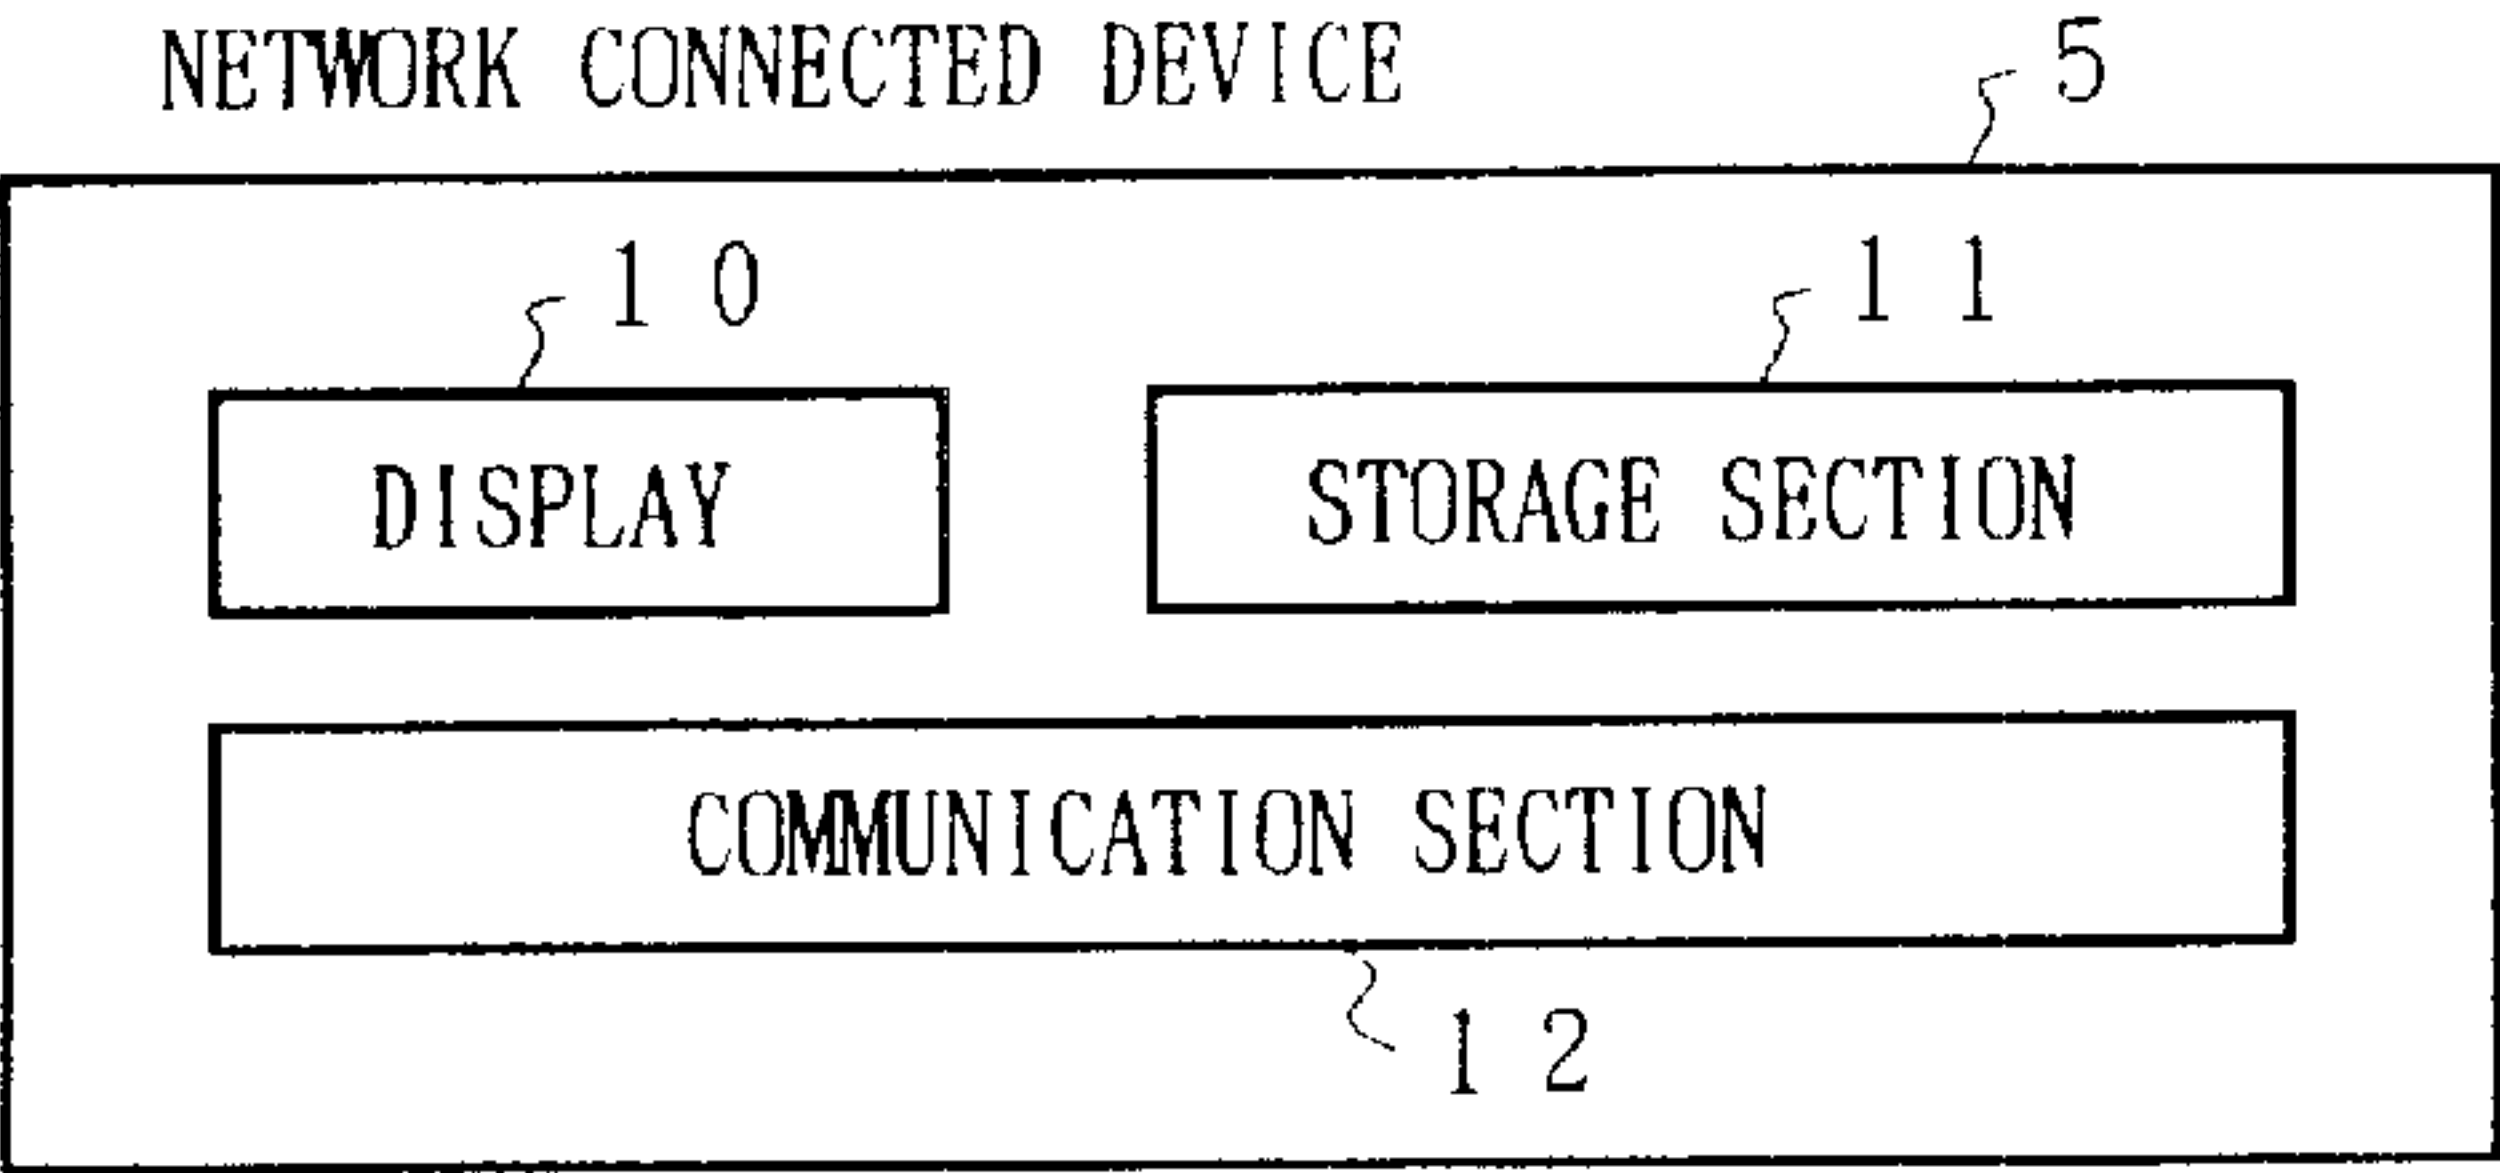 NETWORK CONNECTED DEVICE 5
10 11
DISPLAY STORAGE SECTION
COMMUNICATION SECTION
12